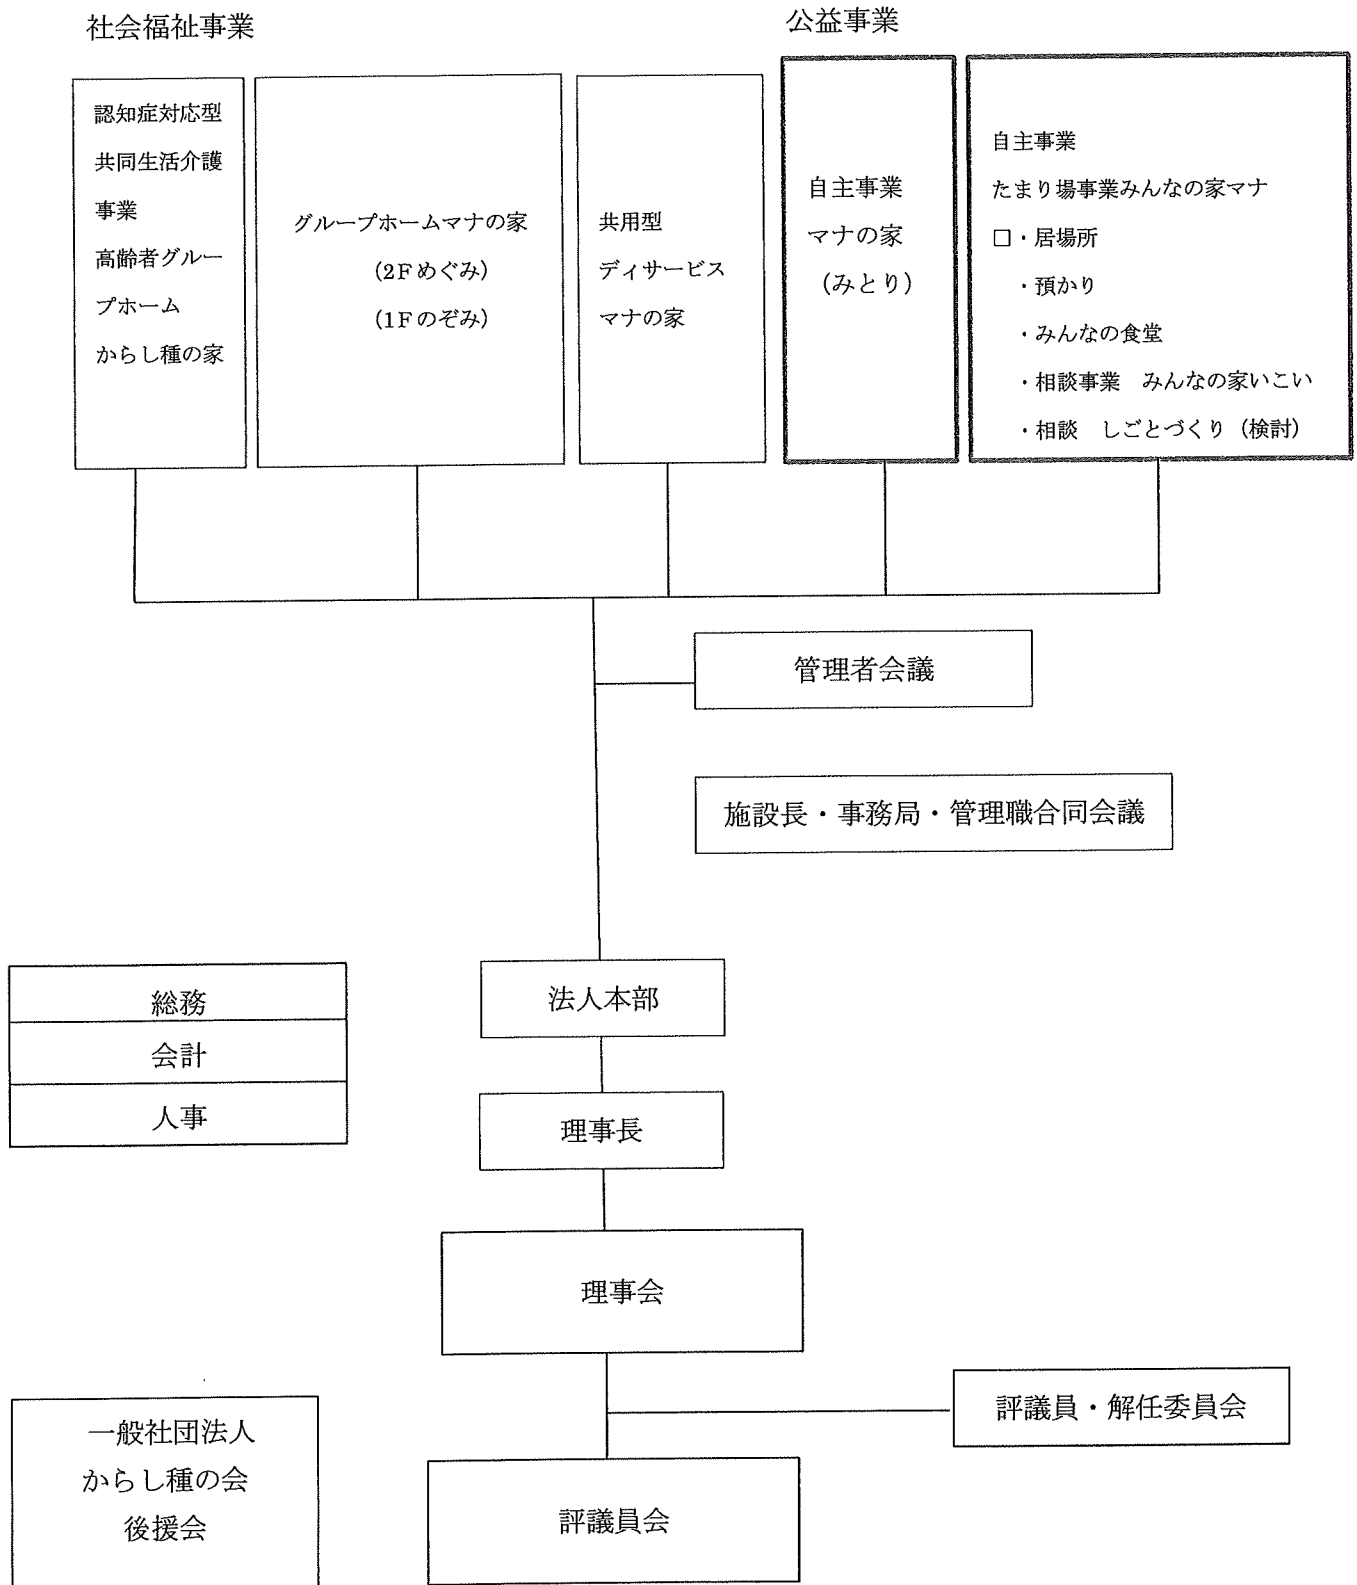 社会福祉事業
公益事業
認知症対応型
共同生活介護
事業
高齢者グルー
プホーム
からし種の家
グループホームマナの家
(2Fめぐみ)
(1Fのぞみ)
共用型
ディサービス
マナの家
自主事業
マナの家
(みとり)
自主事業
たまり場事業みんなの家マナ
□・居場所
・預かり
・みんなの食堂
・相談事業　みんなの家いこい
・相談　しごとづくり（検討）
管理者会議
施設長・事務局・管理職合同会議
総務
会計
人事
法人本部
理事長
理事会
評議員・解任委員会
一般社団法人
からし種の会
後援会
評議員会